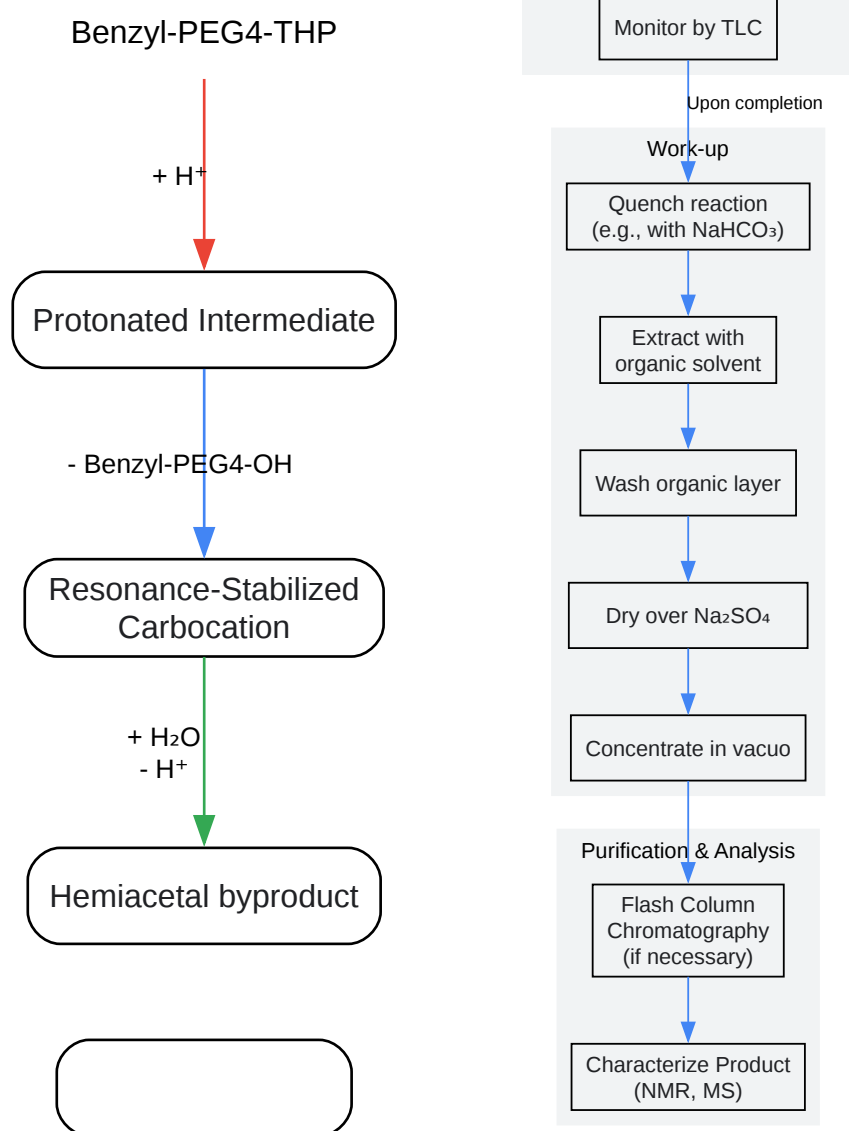 Benzyl-PEG4-THP
+ H⁺
Protonated Intermediate
- Benzyl-PEG4-OH
Resonance-Stabilized
Carbocation
+ H₂O
- H⁺
Hemiacetal byproduct
Monitor by TLC
Upon completion
Work-up
Quench reaction
(e.g., with NaHCO₃)
Extract with
organic solvent
Wash organic layer
Dry over Na₂SO₄
Concentrate in vacuo
Purification & Analysis
Flash Column
Chromatography
(if necessary)
Characterize Product
(NMR, MS)